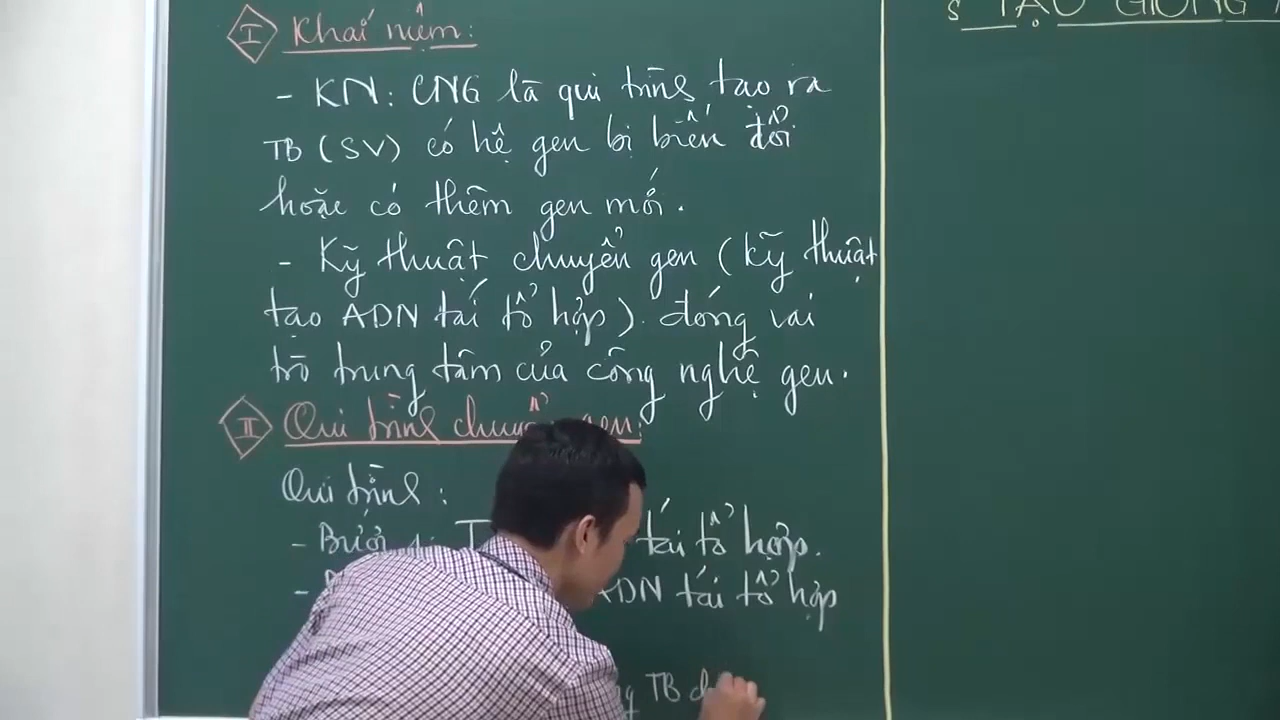 I Khái niệm:
- KN: CNG là qui trình tạo ra
TB (SV) có hệ gen bị biến đổi
hoặc có thêm gen mới.
- Kỹ thuật chuyển gen (kỹ thuật
tạo ADN tái tổ hợp) đóng vai
trò trung tâm của công nghệ gen.
II Qui trình chuyển gen:
Qui trình:
- Bước 1: tái tổ hợp.
- ADN tái tổ hợp
TB
TẠO GIỐNG